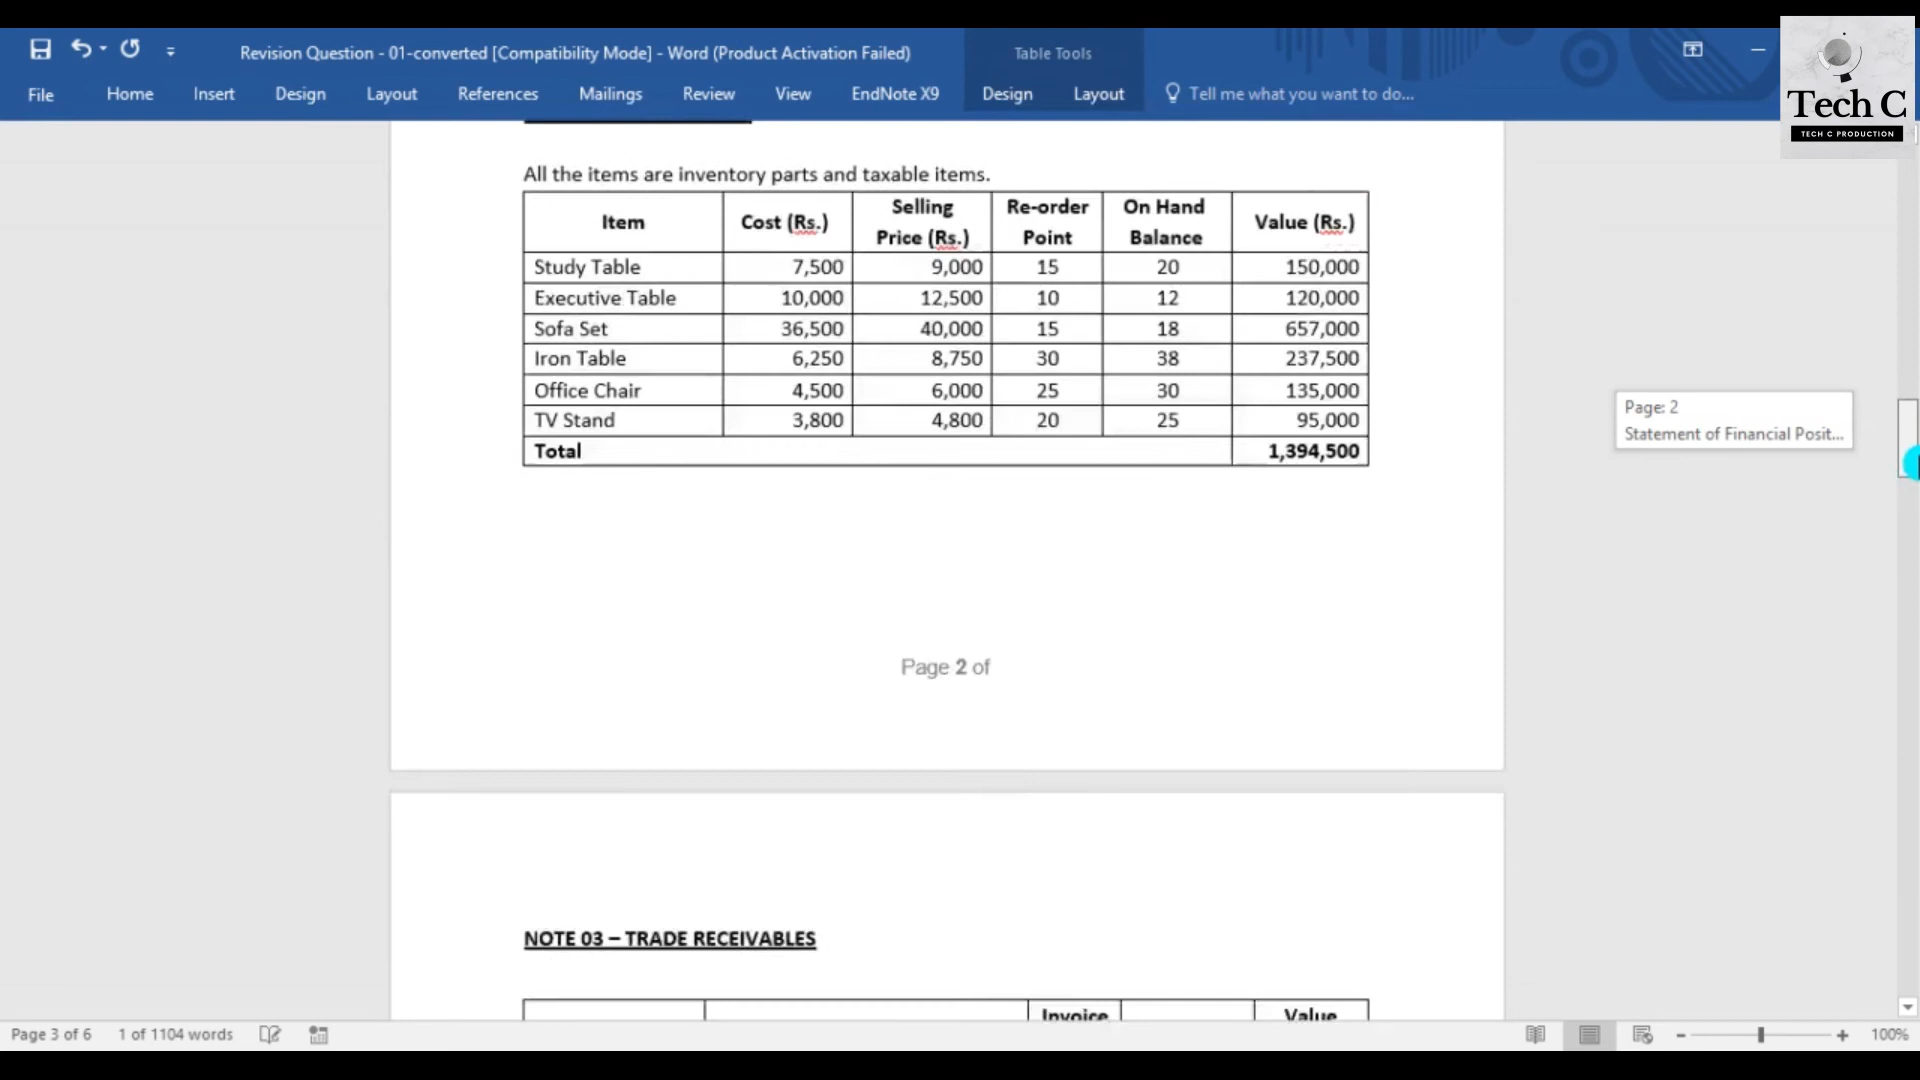 Revision Question - 01-converted [Compatibility Mode] - Word (Product Activation Failed)
Table Tools
File Home Insert Design Layout References Mailings Review View EndNote X9 Design Layout Tell me what you want to do...
Tech C
TECH C PRODUCTION
All the items are inventory parts and taxable items.
Item Cost (Rs.) Selling Price (Rs.) Re-order Point On Hand Balance Value (Rs.)
Study Table 7,500 9,000 15 20 150,000
Executive Table 10,000 12,500 10 12 120,000
Sofa Set 36,500 40,000 15 18 657,000
Iron Table 6,250 8,750 30 38 237,500
Office Chair 4,500 6,000 25 30 135,000
TV Stand 3,800 4,800 20 25 95,000
Total 1,394,500
Page: 2
Statement of Financial Posit...
Page 2 of
NOTE 03 – TRADE RECEIVABLES
Invoice Value
Page 3 of 6 1 of 1104 words 100%